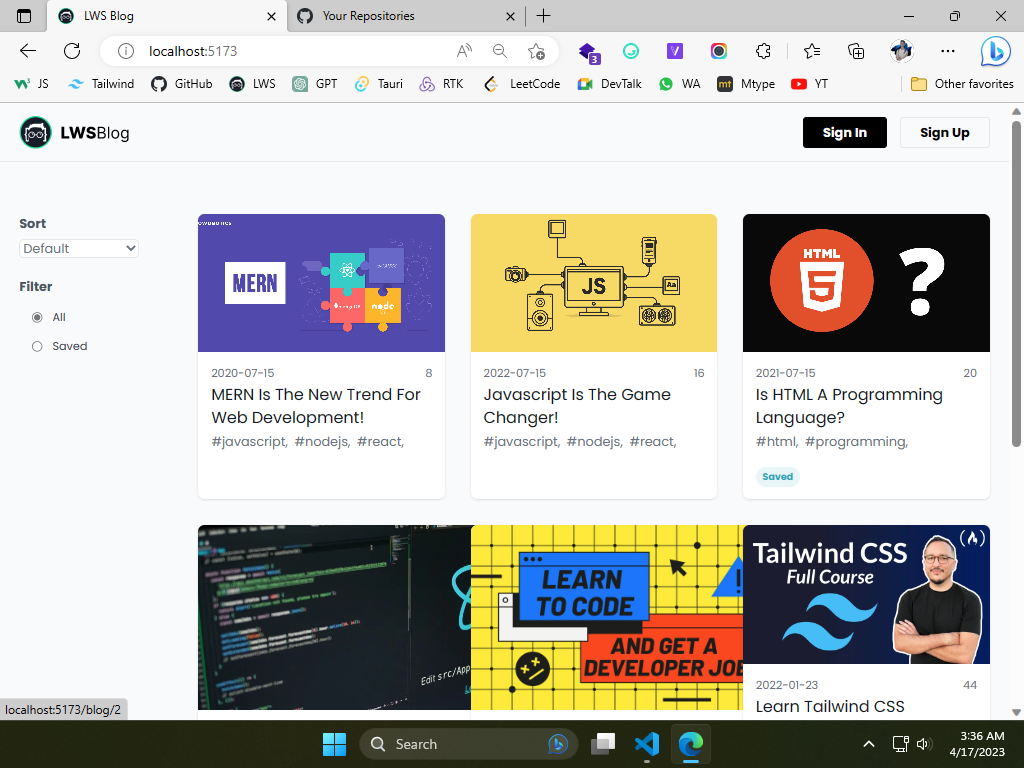 LWS Blog
Your Repositories
localhost:5173
3
JS
Tailwind
GitHub
LWS
GPT
Tauri
RTK
LeetCode
DevTalk
WA
mt
Mtype
YT
Other favorites
LWSBlog
Sign In
Sign Up
Sort
Default
Filter
All
Saved
MERN
node
JS
Aa
HTML
5
?
2020-07-15
8
MERN Is The New Trend For
Web Development!
#javascript, #nodejs, #react,
2022-07-15
16
Javascript Is The Game
Changer!
#javascript, #nodejs, #react,
2021-07-15
20
Is HTML A Programming
Language?
#html, #programming,
Saved
Edit src/App
LEARN
TO CODE
AND GET A
DEVELOPER JOB
Tailwind CSS
Full Course
2022-01-23
44
Learn Tailwind CSS
localhost:5173/blog/2
Search
3:36 AM
4/17/2023